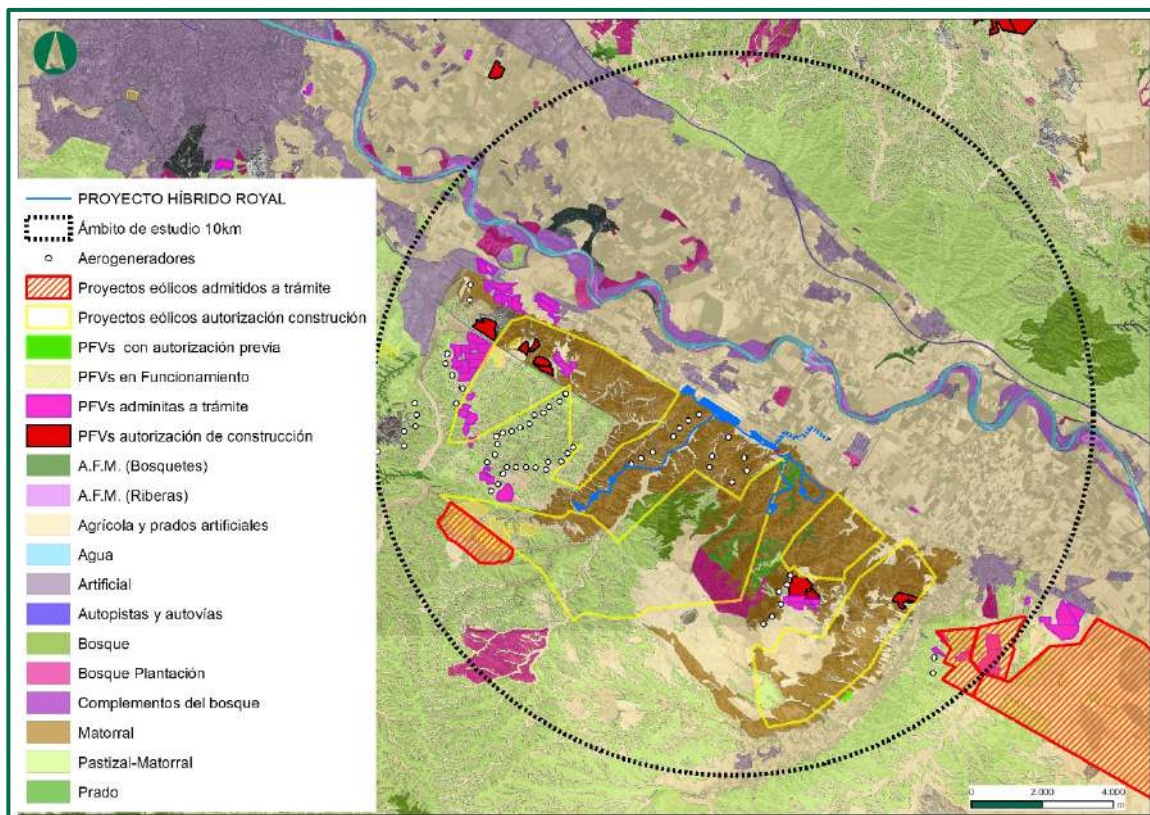 PROYECTO HÍBRIDO ROYAL
Ámbito de estudio 10km
Aerogeneradores
Proyectos eólicos admitidos a trámite
Proyectos eólicos autorización construción
PFVs con autorización previa
PFVs en Funcionamiento
PFVs adminitas a trámite
PFVs autorización de construcción
A.F.M. (Bosquetes)
A.F.M. (Riberas)
Agrícola y prados artificiales
Agua
Artificial
Autopistas y autovías
Bosque
Bosque Plantación
Complementos del bosque
Matorral
Pastizal-Matorral
Prado
0 2.000 4.000
m